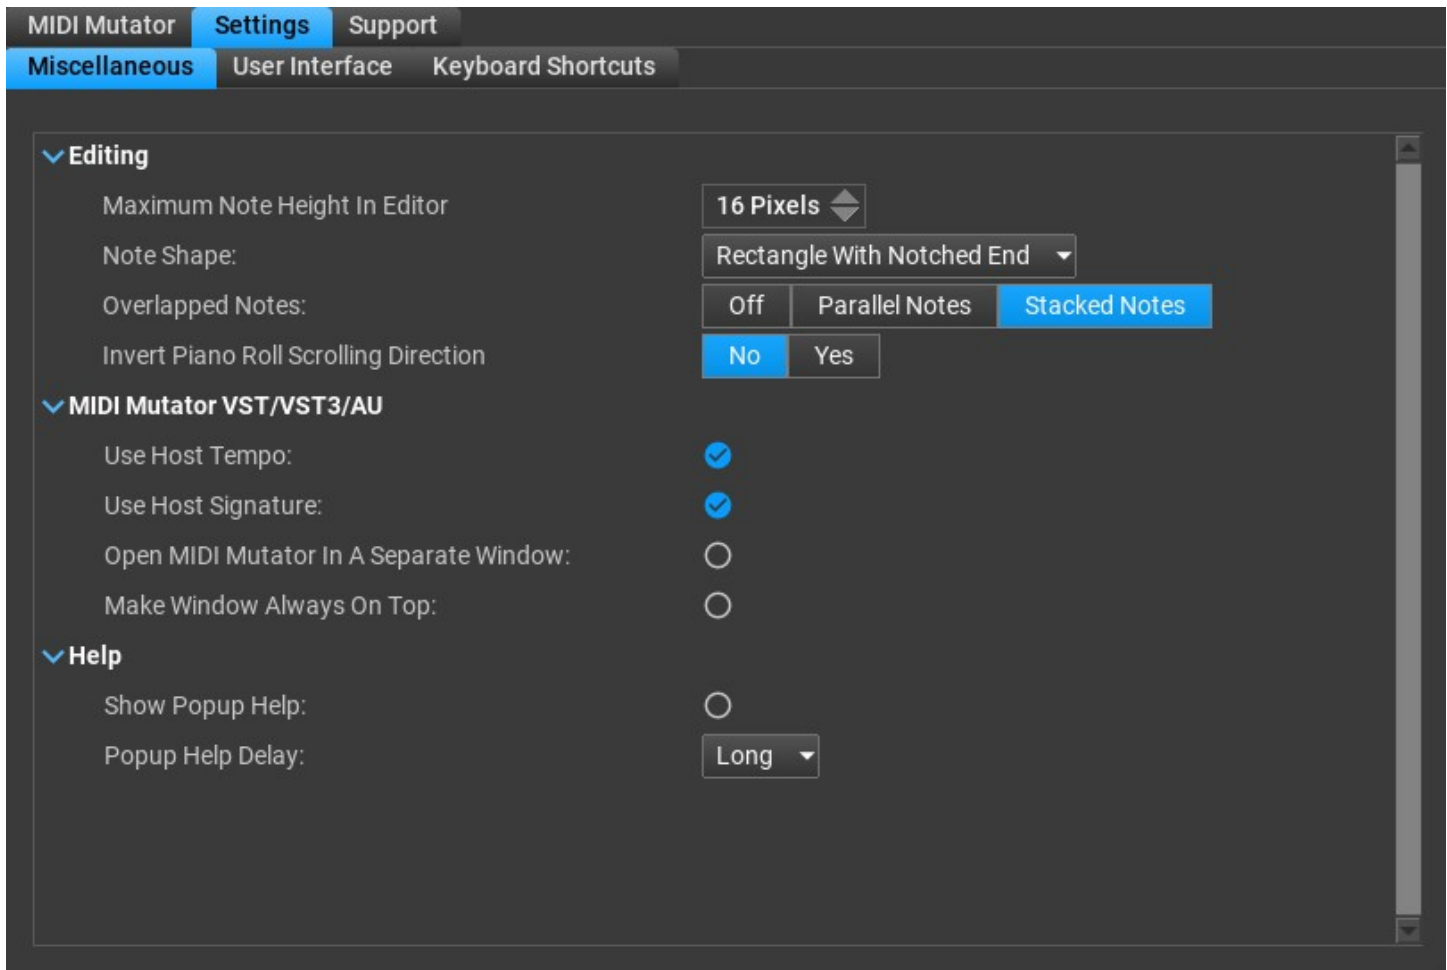 MIDI Mutator Settings Support
Miscellaneous User Interface Keyboard Shortcuts
Editing
Maximum Note Height In Editor 16 Pixels
Note Shape: Rectangle With Notched End
Overlapped Notes: Off Parallel Notes Stacked Notes
Invert Piano Roll Scrolling Direction No Yes
MIDI Mutator VST/VST3/AU
Use Host Tempo:
Use Host Signature:
Open MIDI Mutator In A Separate Window:
Make Window Always On Top:
Help
Show Popup Help:
Popup Help Delay: Long